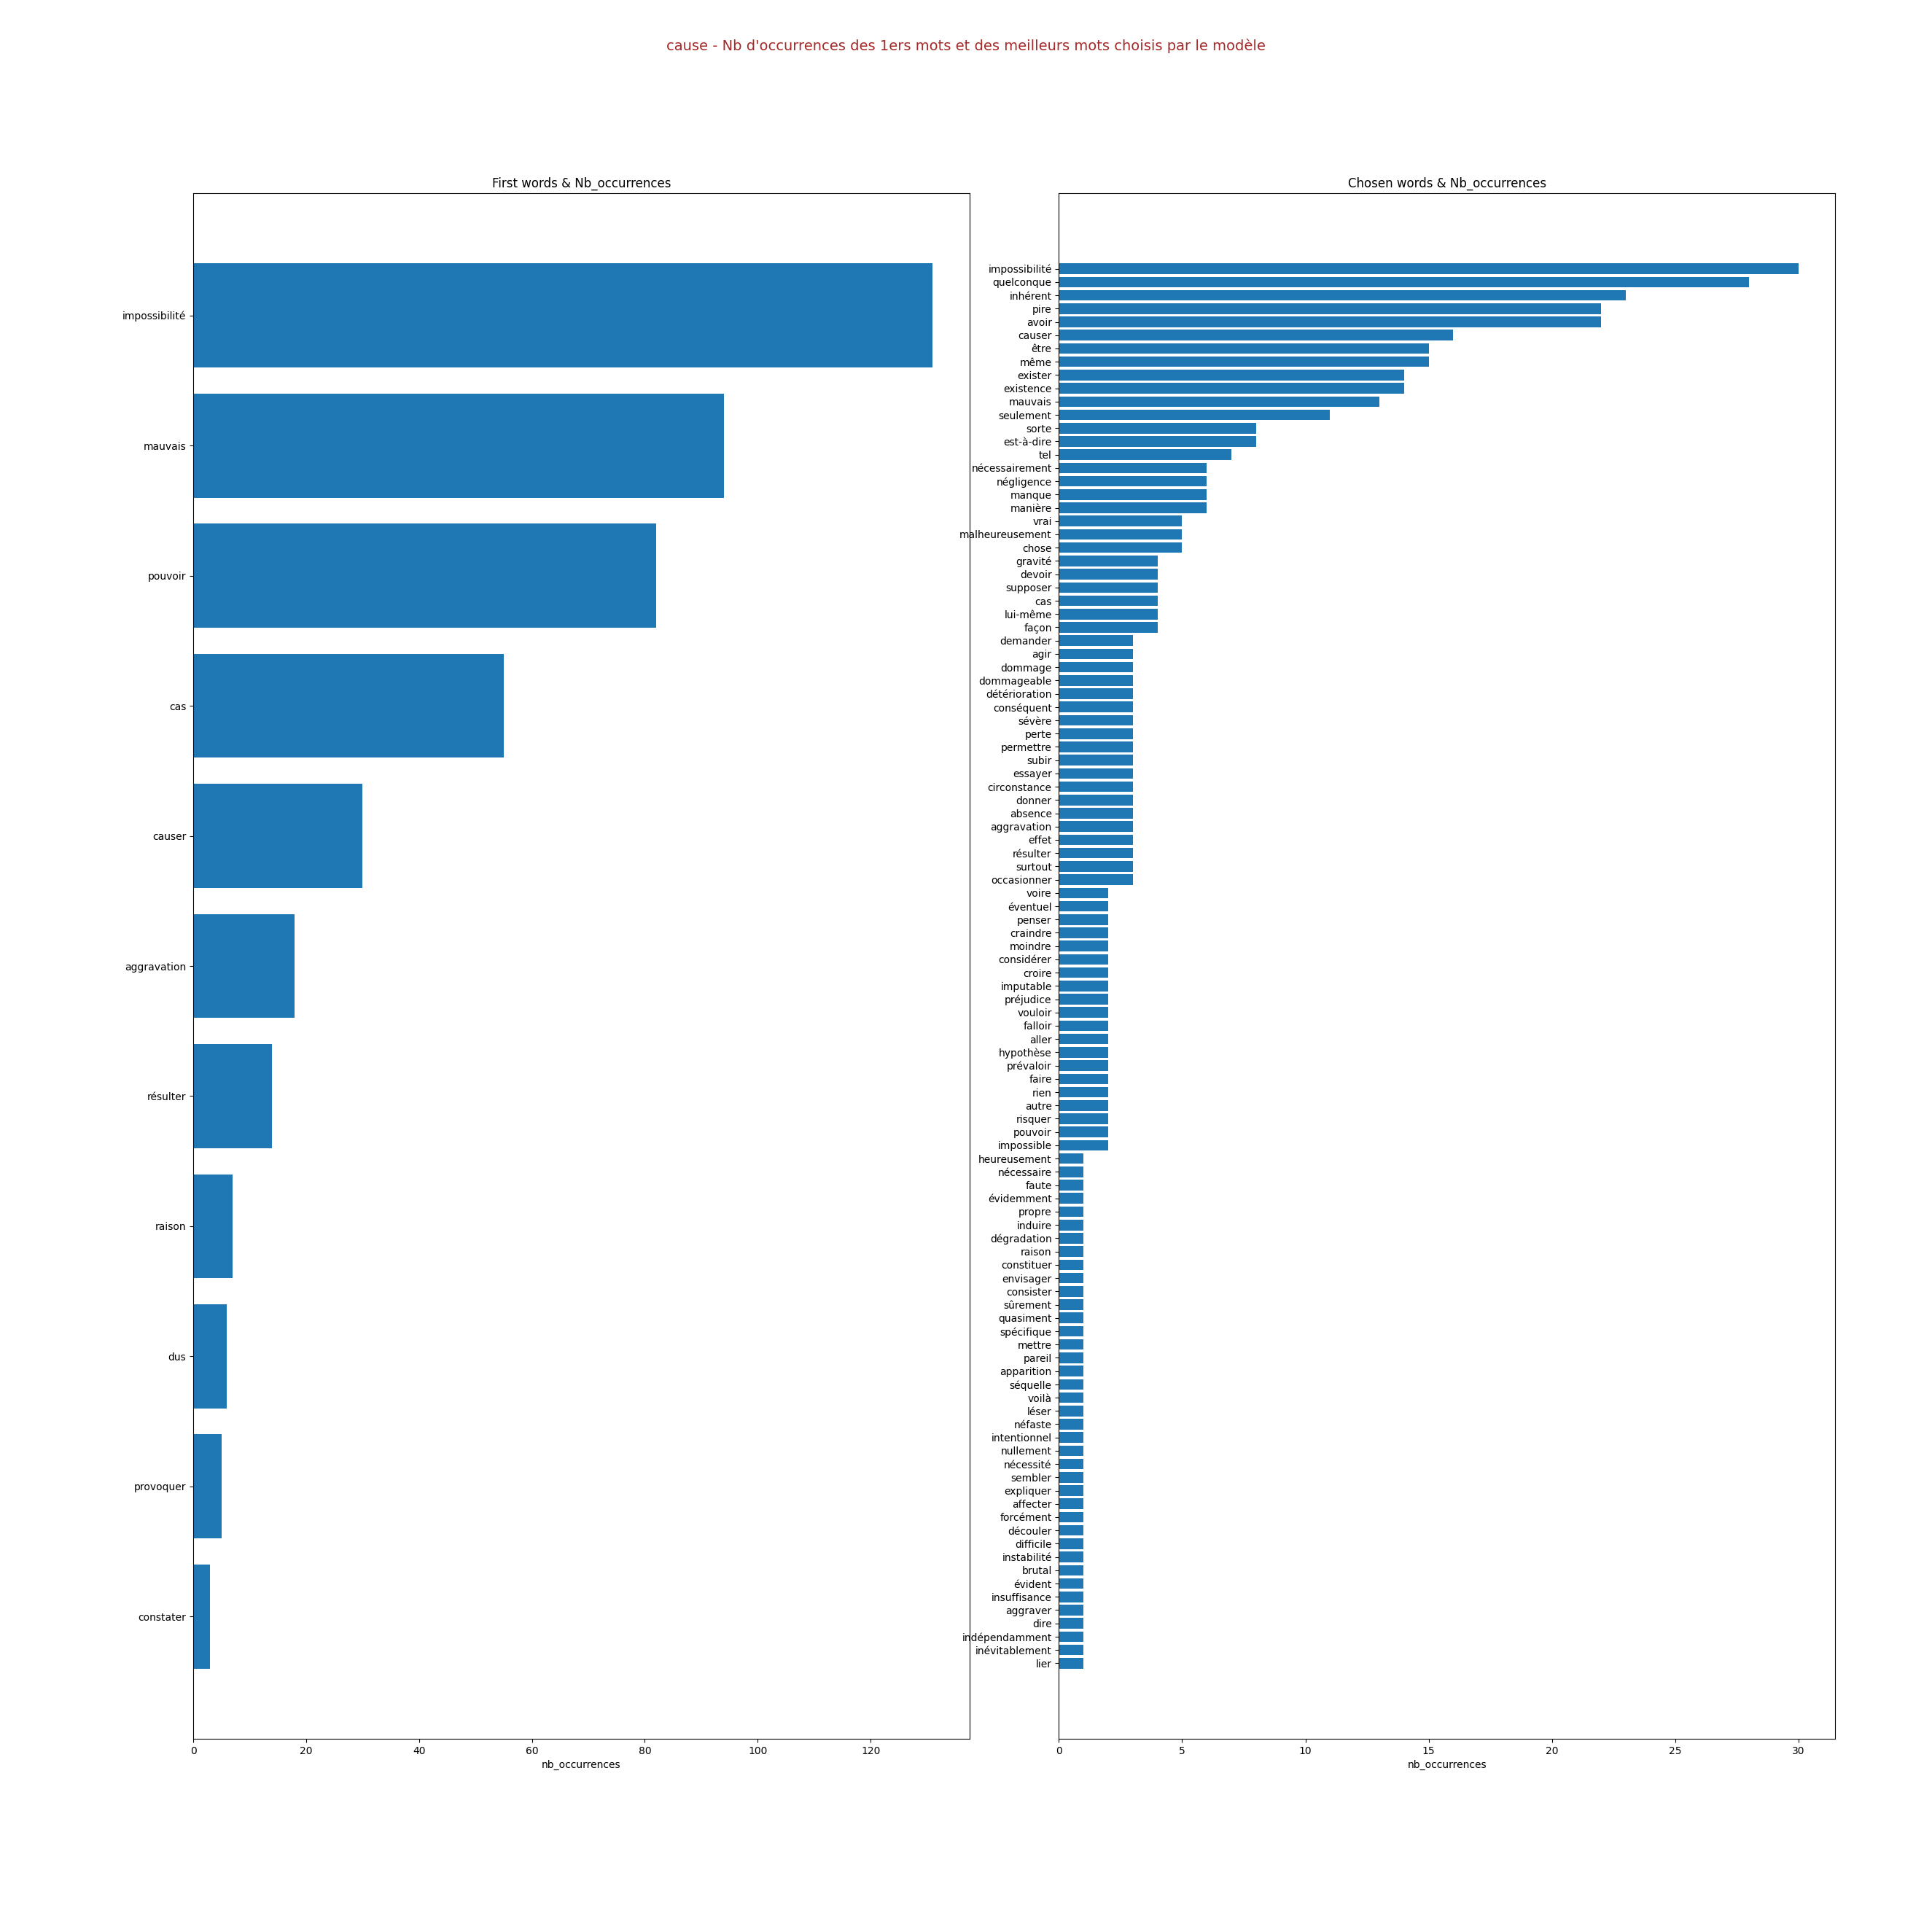 cause - Nb d'occurrences des 1ers mots et des meilleurs mots choisis par le modèle
First words & Nb_occurrences
impossibilité
mauvais
pouvoir
cas
causer
aggravation
résulter
raison
dus
provoquer
constater
0 20 40 60 80 100 120
nb_occurrences
Chosen words & Nb_occurrences
impossibilité
quelconque
inhérent
pire
avoir
causer
être
même
exister
existence
mauvais
seulement
sorte
est-à-dire
tel
nécessairement
négligence
manque
manière
vrai
malheureusement
chose
gravité
devoir
supposer
cas
lui-même
façon
demander
agir
dommage
dommageable
détérioration
conséquent
sévère
perte
permettre
subir
essayer
circonstance
donner
absence
aggravation
effet
résulter
surtout
occasionner
voire
éventuel
penser
craindre
moindre
considérer
croire
imputable
préjudice
vouloir
falloir
aller
hypothèse
prévaloir
faire
rien
autre
risquer
pouvoir
impossible
heureusement
nécessaire
faute
évidemment
propre
induire
dégradation
raison
constituer
envisager
consister
sûrement
quasiment
spécifique
mettre
pareil
apparition
séquelle
voilà
léser
néfaste
intentionnel
nullement
nécessité
sembler
expliquer
affecter
forcément
découler
difficile
instabilité
brutal
évident
insuffisance
aggraver
dire
indépendamment
inévitablement
lier
0 5 10 15 20 25 30
nb_occurrences